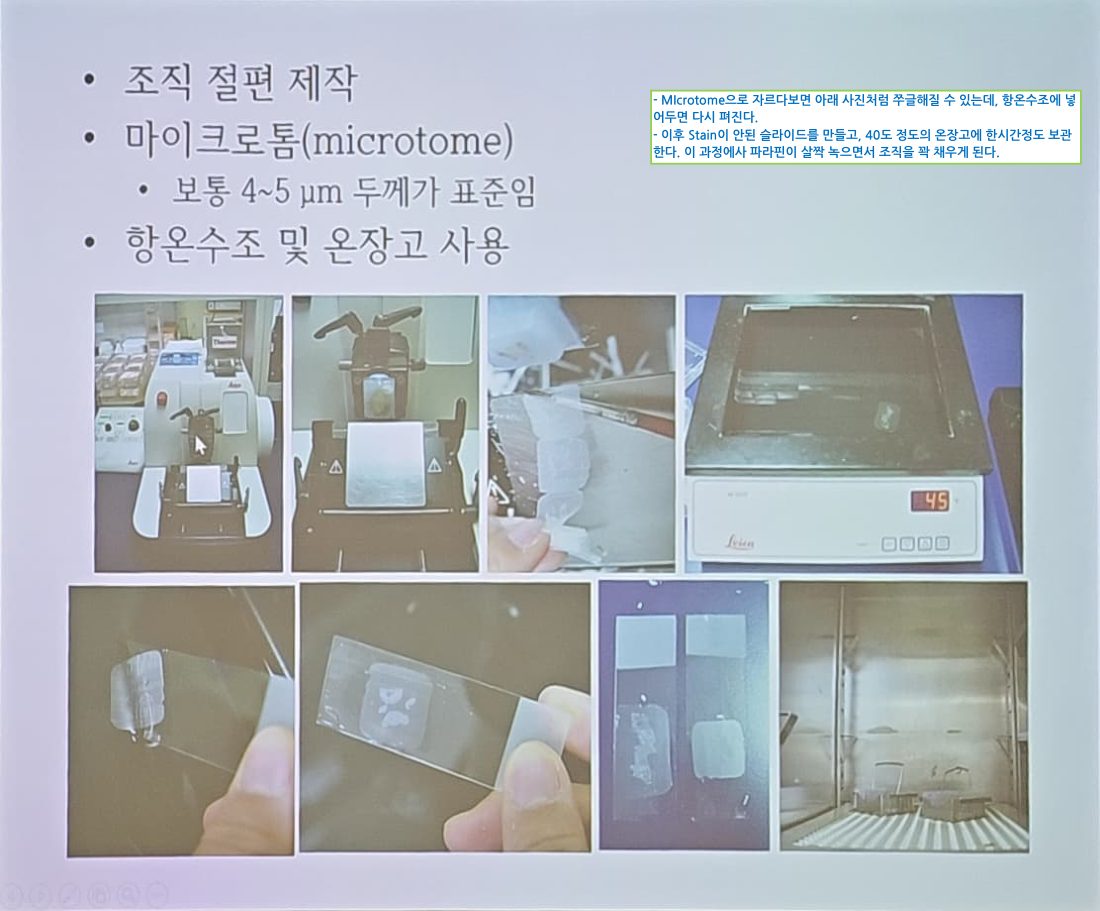 • 조직 절편 제작
• 마이크로톰(microtome)
• 보통 4~5 μm 두께가 표준임
• 항온수조 및 온장고 사용
- MIcrotome으로 자르다보면 아래 사진처럼 쭈글해질 수 있는데, 항온수조에 넣
어두면 다시 펴진다.
- 이후 Stain이 안된 슬라이드를 만들고, 40도 정도의 온장고에 한시간정도 보관
한다. 이 과정에사 파라핀이 살짝 녹으면서 조직을 꽉 채우게 된다.
Thermo
45
Leica